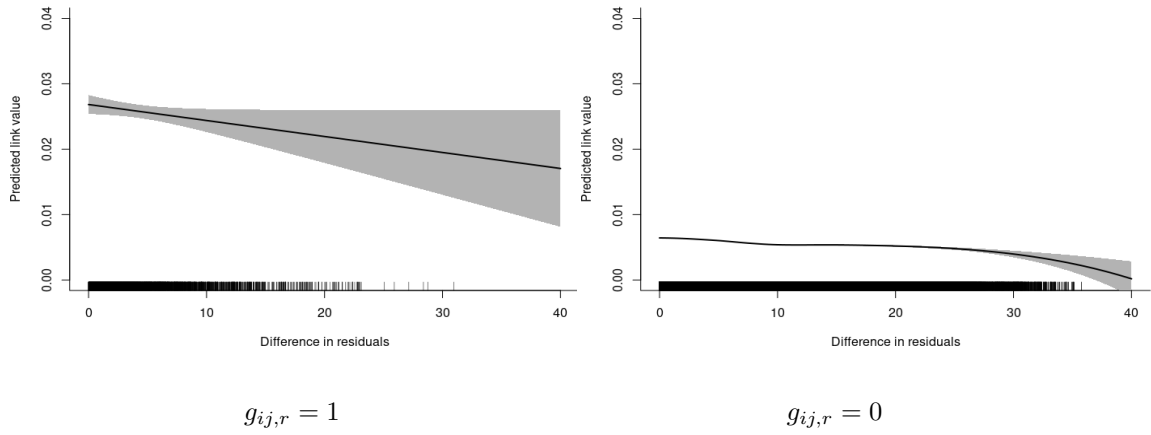 0.04
0.03
0.02
0.01
0.00
Predicted link value
0 10 20 30 40
Difference in residuals
g_{ij,r} = 1
0.04
0.03
0.02
0.01
0.00
Predicted link value
0 10 20 30 40
Difference in residuals
g_{ij,r} = 0